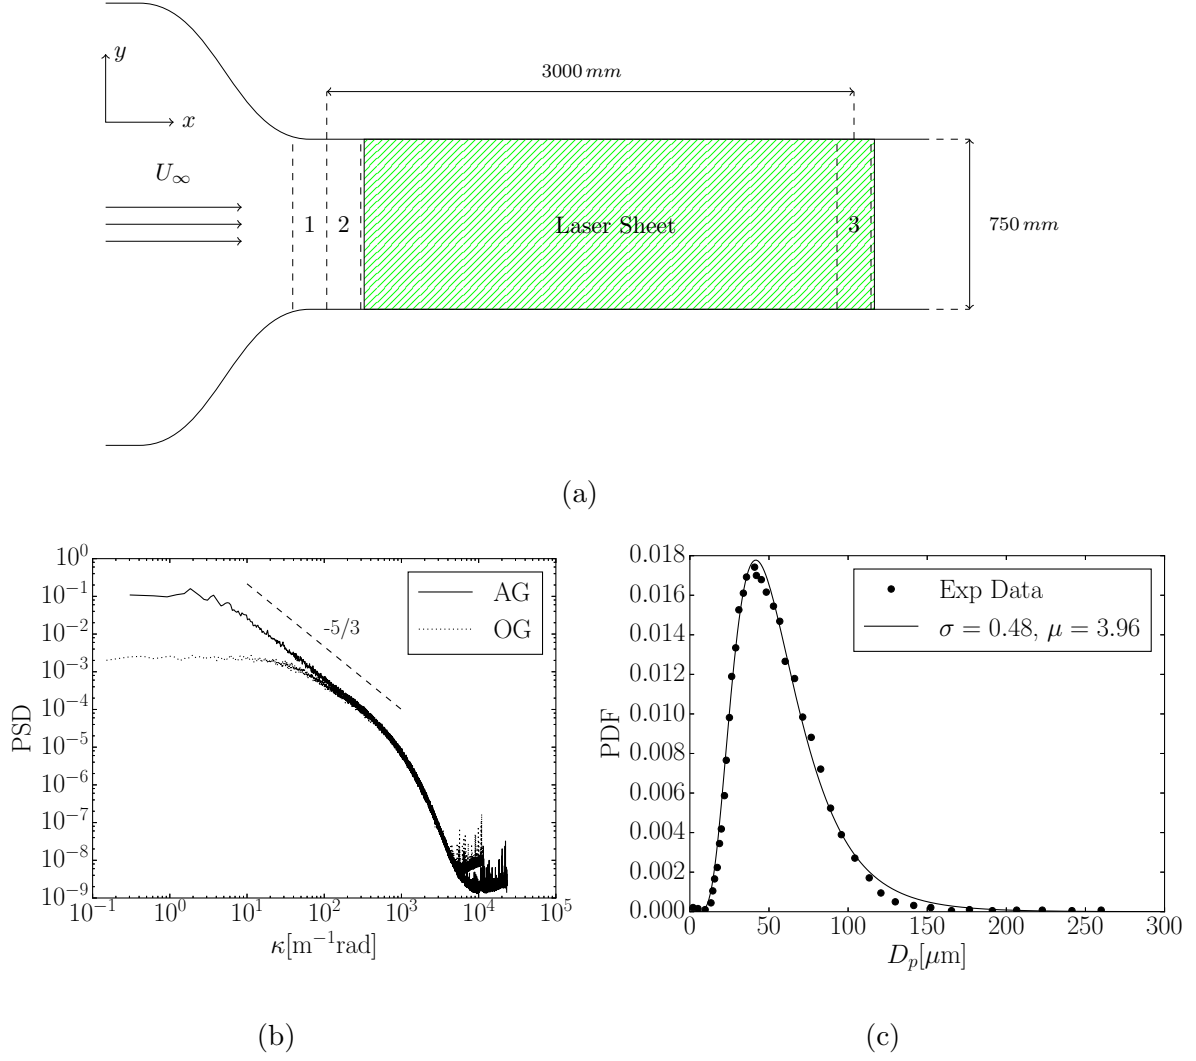 3000 mm
y
x
U∞
1 2 Laser Sheet 3
750 mm
(a)
10⁰
10⁻¹
10⁻²
10⁻³
10⁻⁴
10⁻⁵
10⁻⁶
10⁻⁷
10⁻⁸
10⁻⁹
PSD
AG
OG
-5/3
10⁻¹ 10⁰ 10¹ 10² 10³ 10⁴ 10⁵
κ[m⁻¹rad]
(b)
0.018
0.016
0.014
0.012
0.010
0.008
0.006
0.004
0.002
0.000
PDF
Exp Data
σ = 0.48, μ = 3.96
0 50 100 150 200 250 300
Dₚ[μm]
(c)